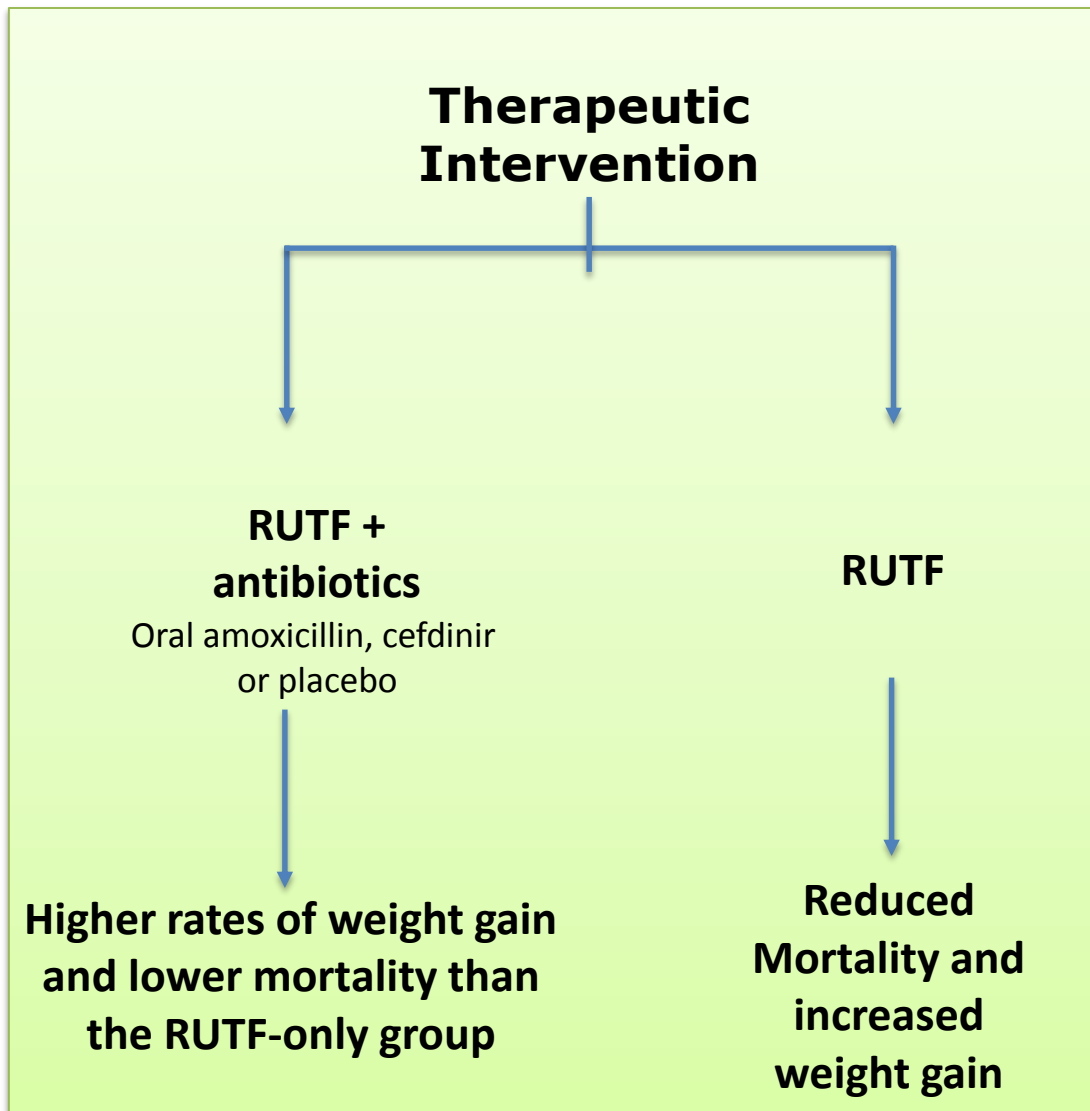 Therapeutic
Intervention
RUTF +
antibiotics
Oral amoxicillin, cefdinir
or placebo
RUTF
Higher rates of weight gain
and lower mortality than
the RUTF-only group
Reduced
Mortality and
increased
weight gain